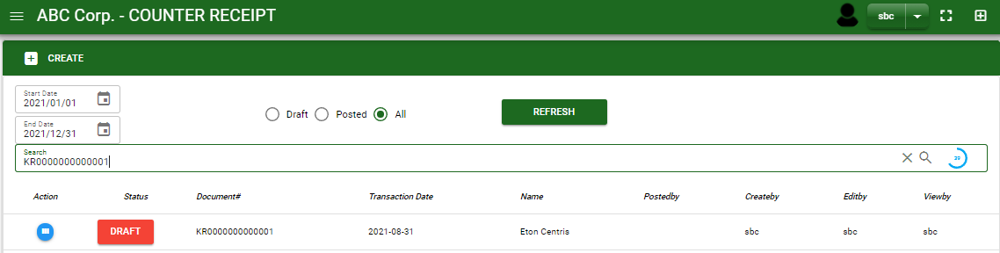 ABC Corp. - COUNTER RECEIPT
sbc
CREATE
Start Date
2021/01/01
End Date
2021/12/31
Draft Posted All
REFRESH
Search
KR0000000000001
Action Status Document# Transaction Date Name Postedby Createby Editby Viewby
DRAFT KR0000000000001 2021-08-31 Eton Centris sbc sbc sbc